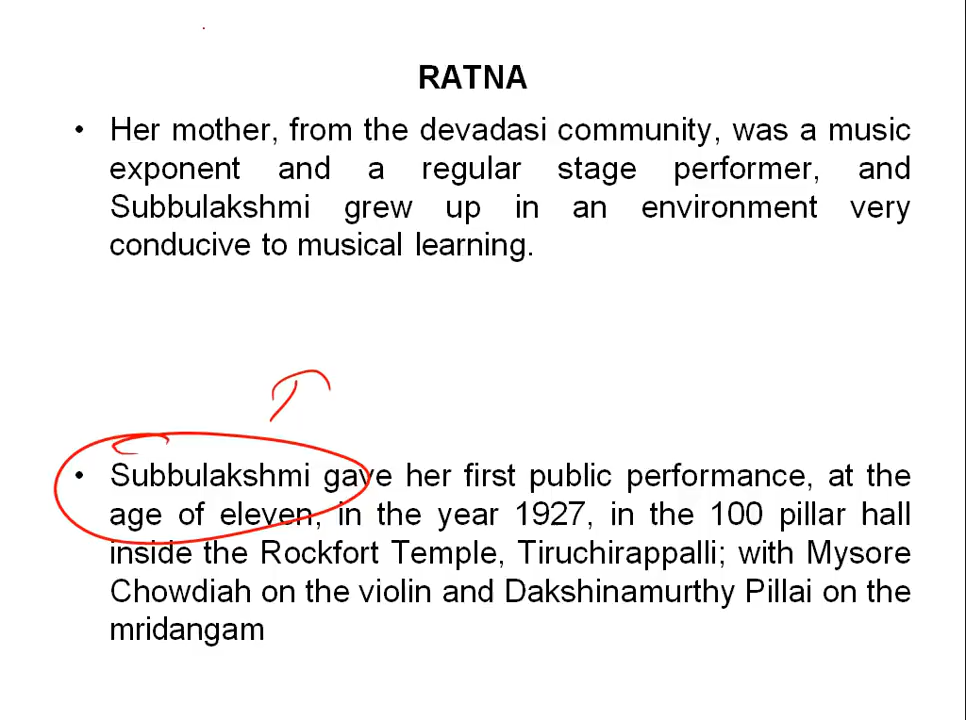 RATNA
• Her mother, from the devadasi community, was a music
exponent and a regular stage performer, and
Subbulakshmi grew up in an environment very
conducive to musical learning.
• Subbulakshmi gave her first public performance, at the
age of eleven, in the year 1927, in the 100 pillar hall
inside the Rockfort Temple, Tiruchirappalli; with Mysore
Chowdiah on the violin and Dakshinamurthy Pillai on the
mridangam